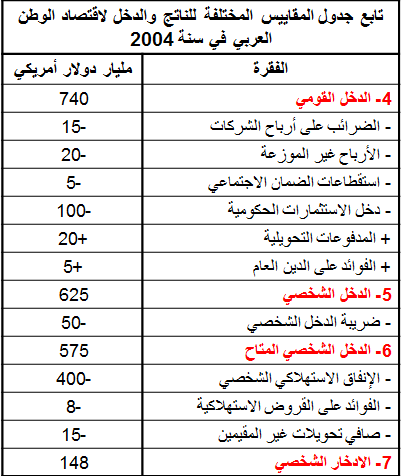 تابع جدول المقاييس المختلفة للناتج والدخل لاقتصاد الوطن
العربي في سنة 2004
الفقرة مليار دولار أمريكي
4- الدخل القومي 740
- الضرائب على أرباح الشركات -15
- الأرباح غير الموزعة -20
- استقطاعات الضمان الاجتماعي -5
- دخل الاستثمارات الحكومية -100
+ المدفوعات التحويلية +20
+ الفوائد على الدين العام +5
5- الدخل الشخصي 625
- ضريبة الدخل الشخصي -50
6- الدخل الشخصي المتاح 575
- الإنفاق الاستهلاكي الشخصي -400
- الفوائد على القروض الاستهلاكية -8
- صافي تحويلات غير المقيمين -15
7- الادخار الشخصي 148